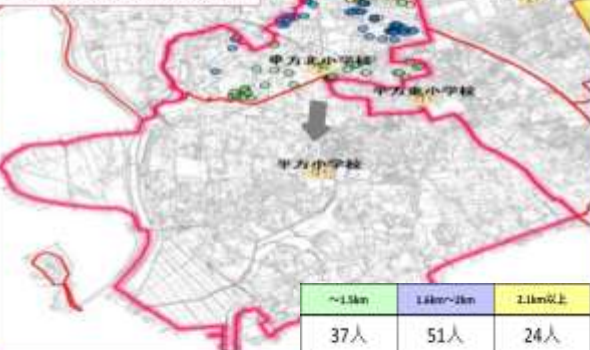 平方北小学校
平方東小学校
平方小学校
~1.5km 1.6km~2km 2.1km以上
37人 51人 24人